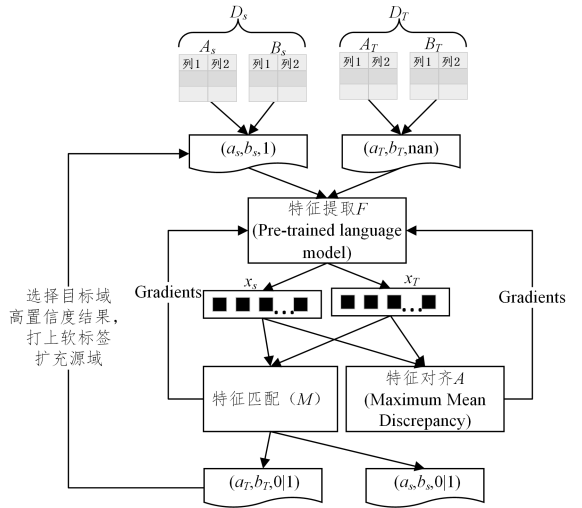 D_s
D_T
A_s
B_s
A_T
B_T
列1 列2
列1 列2
列1 列2
列1 列2
(a_s,b_s,1)
(a_T,b_T,nan)
特征提取F
(Pre-trained language
model)
x_s
x_T
Gradients
Gradients
选择目标域
高置信度结果，
打上软标签
扩充源域
...
...
特征匹配（M）
特征对齐A
(Maximum Mean
Discrepancy)
(a_T,b_T,0|1)
(a_s,b_s,0|1)